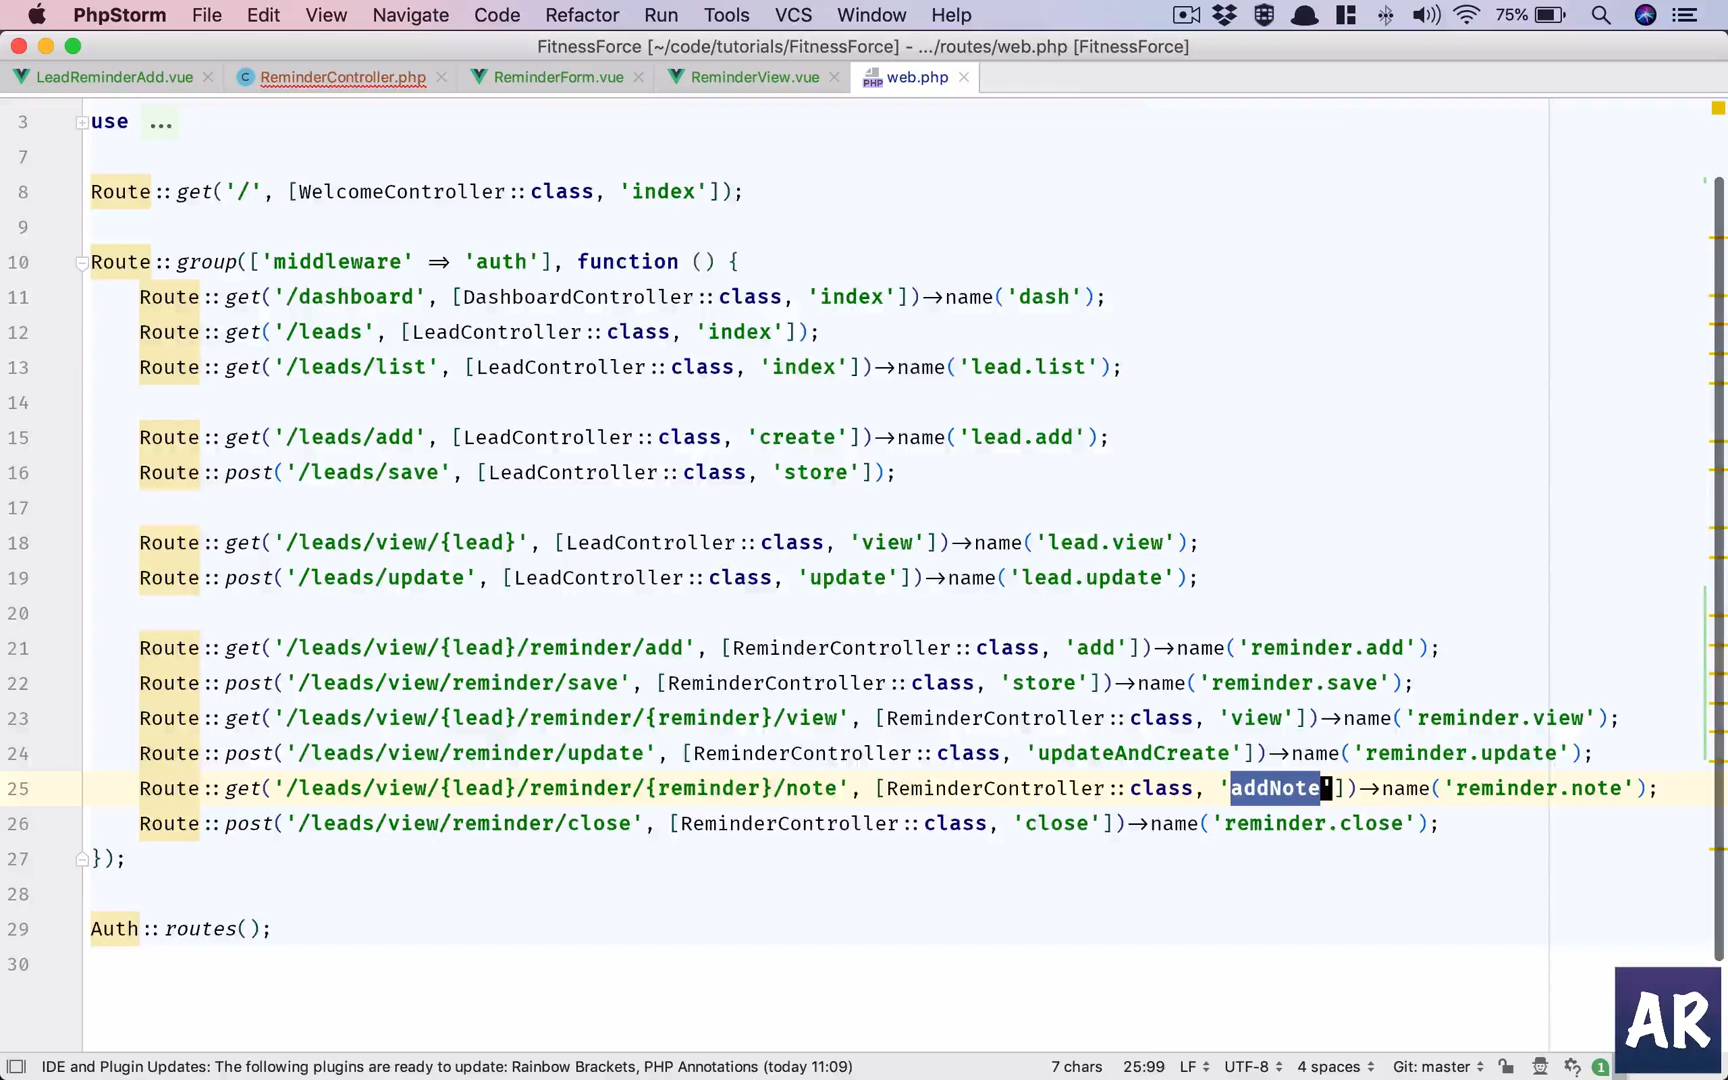 PhpStorm File Edit View Navigate Code Refactor Run Tools VCS Window Help 75%
FitnessForce [~/code/tutorials/FitnessForce] - .../routes/web.php [FitnessForce]
LeadReminderAdd.vue C ReminderController.php ReminderForm.vue ReminderView.vue PHP web.php
3 use ...
7
8 Route::get('/', [WelcomeController::class, 'index']);
9
10 Route::group(['middleware' => 'auth'], function () {
11 Route::get('/dashboard', [DashboardController::class, 'index'])->name('dash');
12 Route::get('/leads', [LeadController::class, 'index']);
13 Route::get('/leads/list', [LeadController::class, 'index'])->name('lead.list');
14
15 Route::get('/leads/add', [LeadController::class, 'create'])->name('lead.add');
16 Route::post('/leads/save', [LeadController::class, 'store']);
17
18 Route::get('/leads/view/{lead}', [LeadController::class, 'view'])->name('lead.view');
19 Route::post('/leads/update', [LeadController::class, 'update'])->name('lead.update');
20
21 Route::get('/leads/view/{lead}/reminder/add', [ReminderController::class, 'add'])->name('reminder.add');
22 Route::post('/leads/view/reminder/save', [ReminderController::class, 'store'])->name('reminder.save');
23 Route::get('/leads/view/{lead}/reminder/{reminder}/view', [ReminderController::class, 'view'])->name('reminder.view');
24 Route::post('/leads/view/reminder/update', [ReminderController::class, 'updateAndCreate'])->name('reminder.update');
25 Route::get('/leads/view/{lead}/reminder/{reminder}/note', [ReminderController::class, 'addNote'])->name('reminder.note');
26 Route::post('/leads/view/reminder/close', [ReminderController::class, 'close'])->name('reminder.close');
27 });
28
29 Auth::routes();
30
AR
IDE and Plugin Updates: The following plugins are ready to update: Rainbow Brackets, PHP Annotations (today 11:09) 7 chars 25:99 LF UTF-8 4 spaces Git: master 1